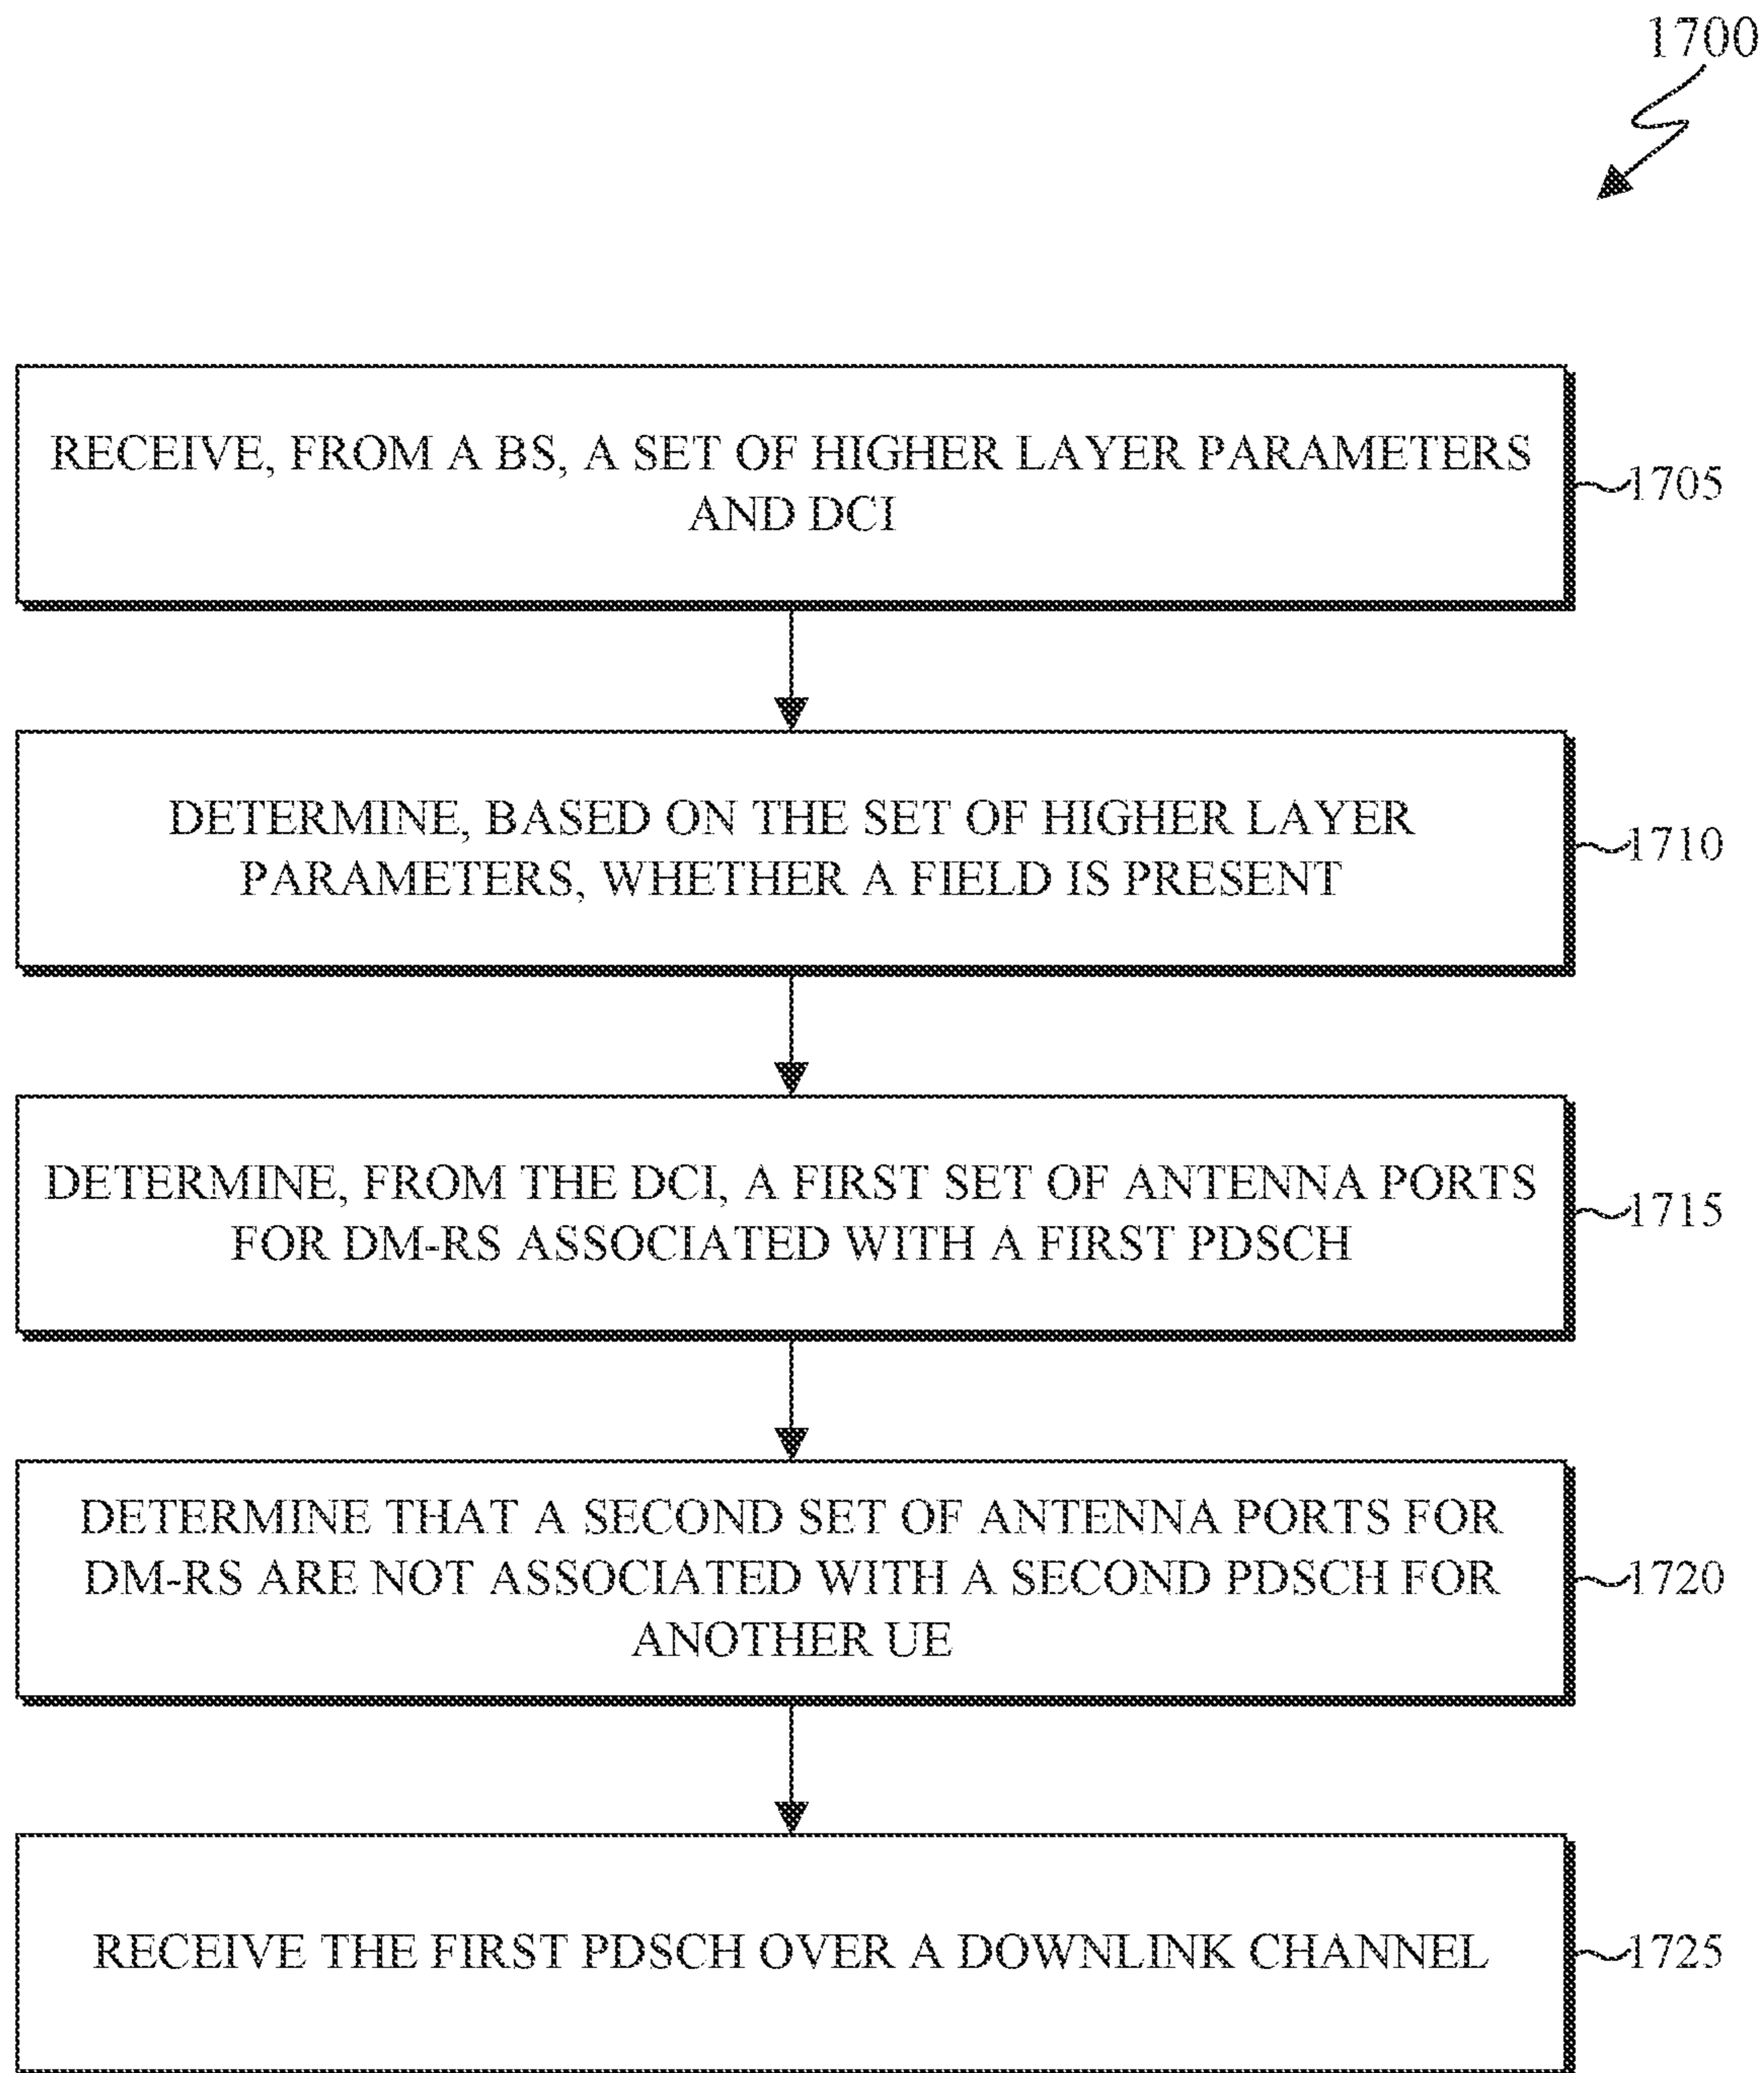 1700
RECEIVE, FROM A BS, A SET OF HIGHER LAYER PARAMETERS
AND DCI
1705
DETERMINE, BASED ON THE SET OF HIGHER LAYER
PARAMETERS, WHETHER A FIELD IS PRESENT
1710
DETERMINE, FROM THE DCI, A FIRST SET OF ANTENNA PORTS
FOR DM-RS ASSOCIATED WITH A FIRST PDSCH
1715
DETERMINE THAT A SECOND SET OF ANTENNA PORTS FOR
DM-RS ARE NOT ASSOCIATED WITH A SECOND PDSCH FOR
ANOTHER UE
1720
RECEIVE THE FIRST PDSCH OVER A DOWNLINK CHANNEL
1725